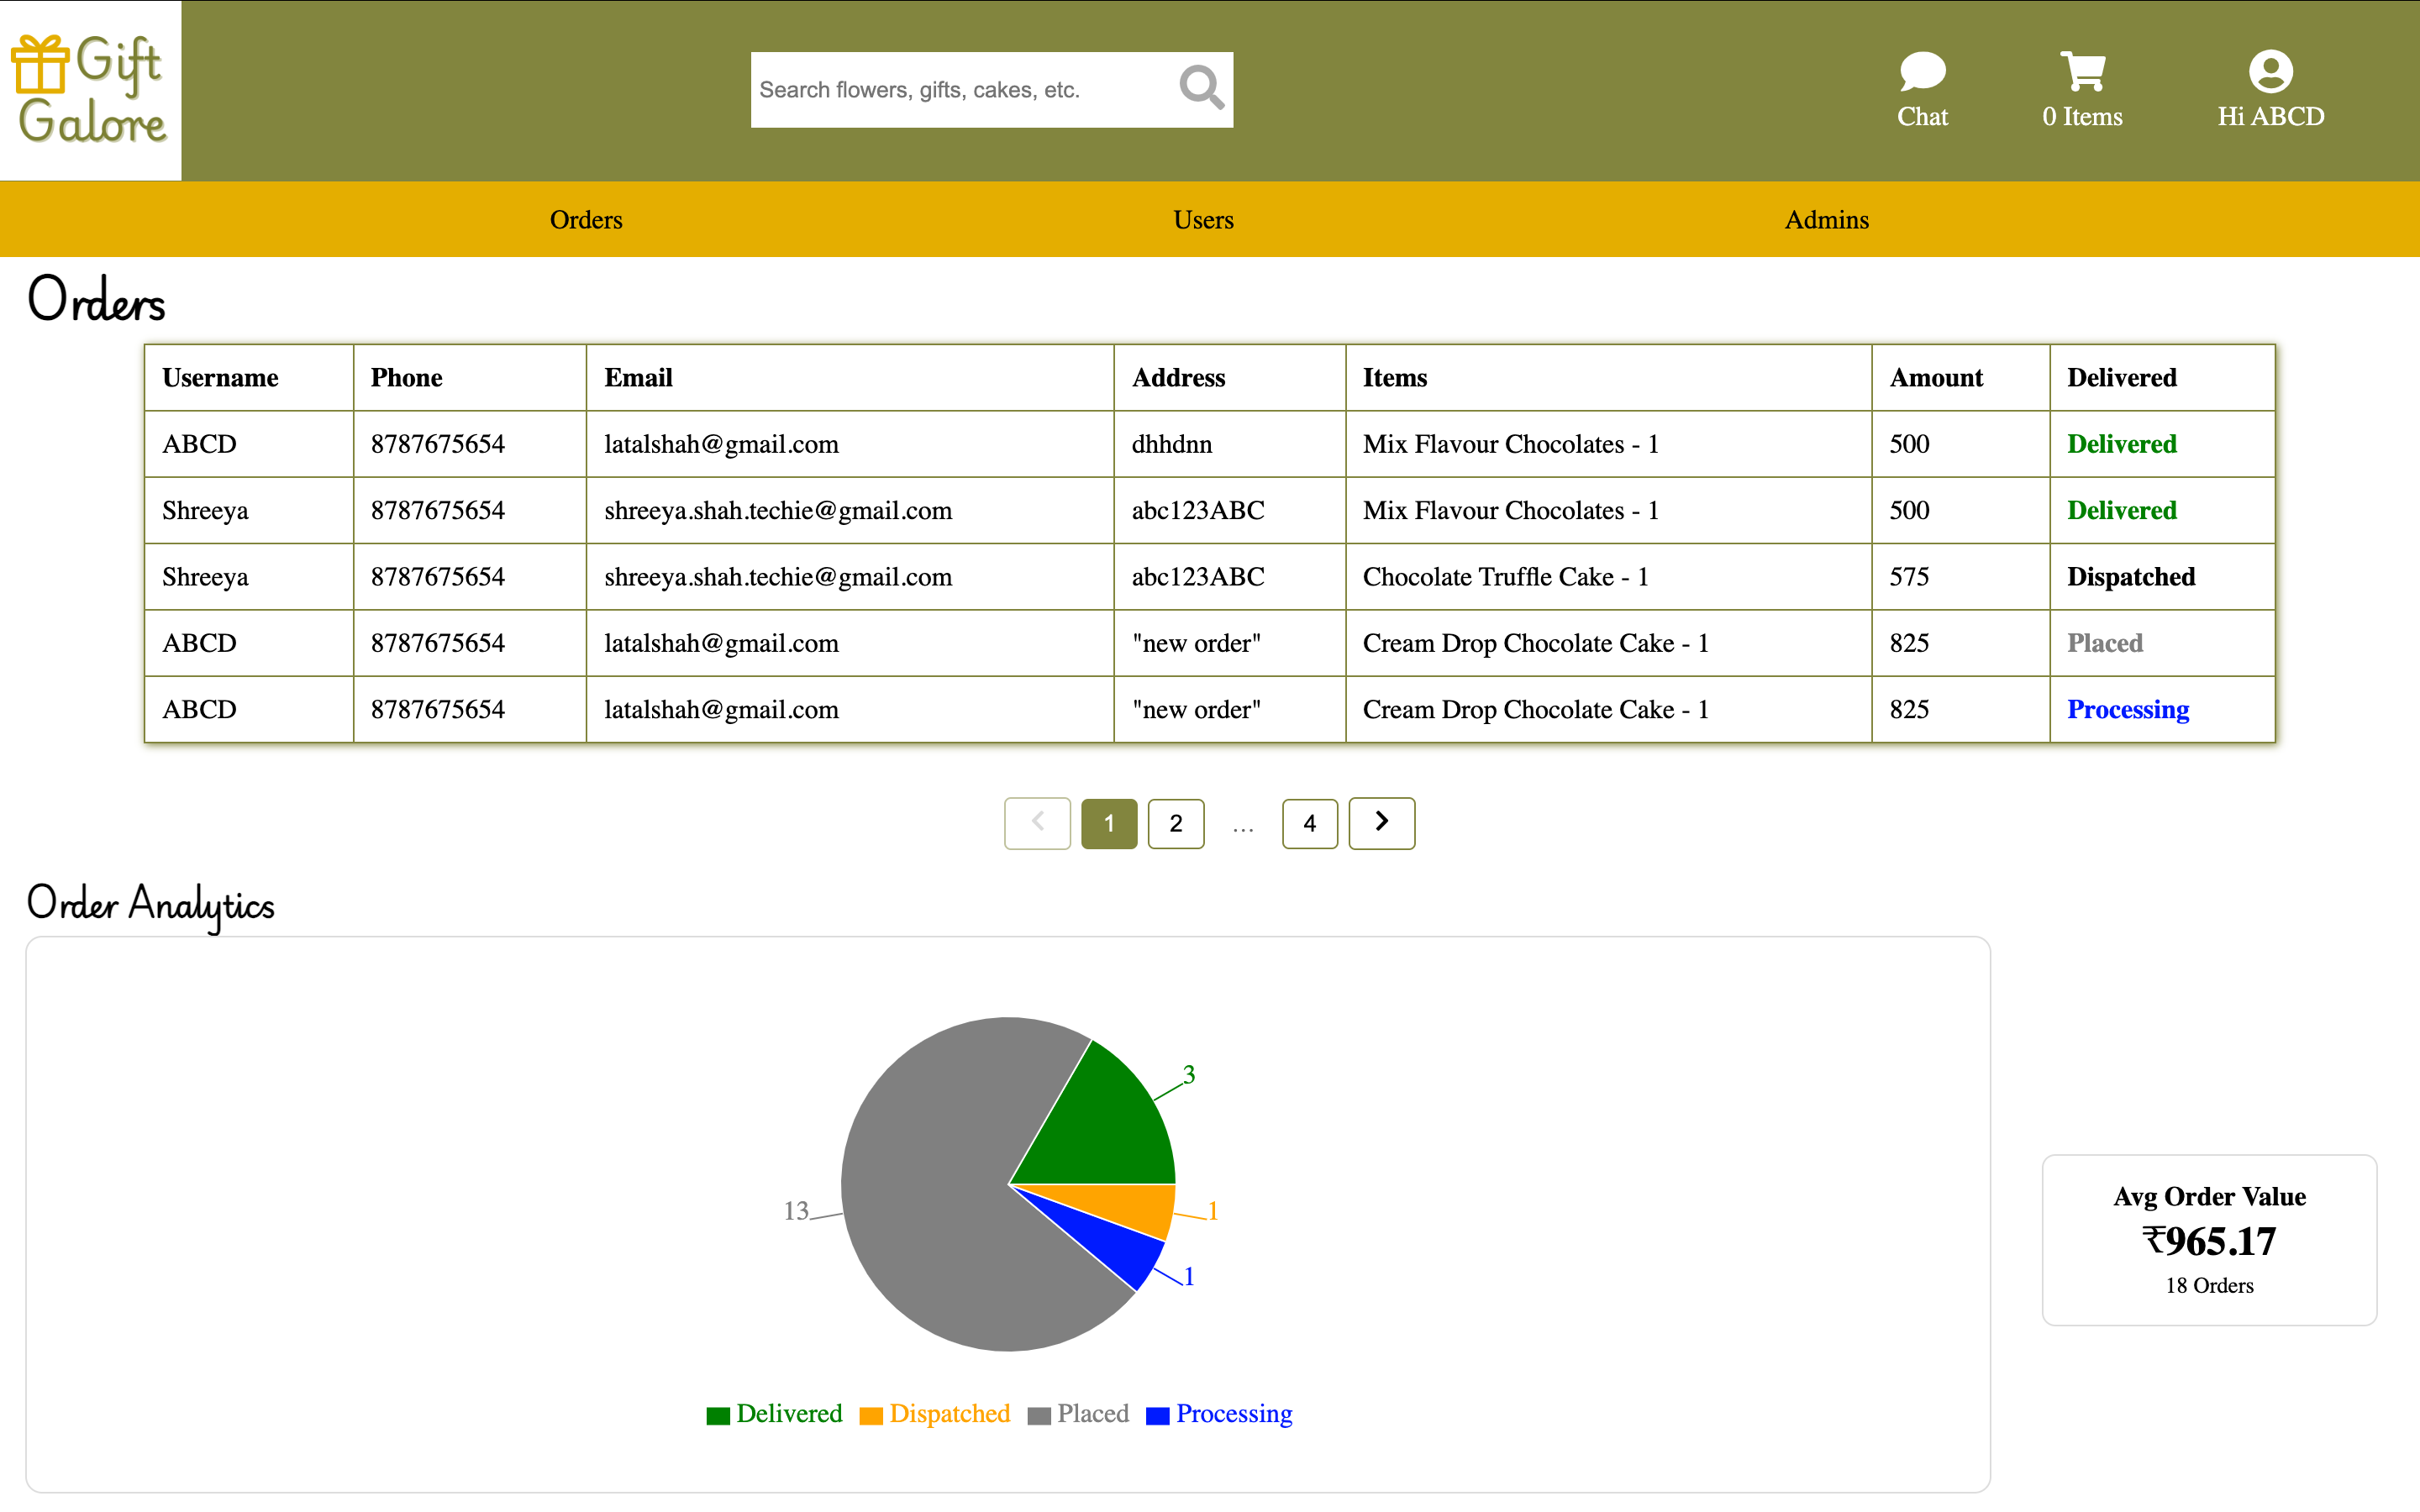 Gift
Galore
Search flowers, gifts, cakes, etc.
Chat
0 Items
Hi ABCD
Orders Users Admins
Orders
Username Phone Email Address Items Amount Delivered
ABCD 8787675654 latalshah@gmail.com dhhdnn Mix Flavour Chocolates - 1 500 Delivered
Shreeya 8787675654 shreeya.shah.techie@gmail.com abc123ABC Mix Flavour Chocolates - 1 500 Delivered
Shreeya 8787675654 shreeya.shah.techie@gmail.com abc123ABC Chocolate Truffle Cake - 1 575 Dispatched
ABCD 8787675654 latalshah@gmail.com "new order" Cream Drop Chocolate Cake - 1 825 Placed
ABCD 8787675654 latalshah@gmail.com "new order" Cream Drop Chocolate Cake - 1 825 Processing
1 2 ... 4
Order Analytics
3
13
1
1
Delivered Dispatched Placed Processing
Avg Order Value
₹965.17
18 Orders